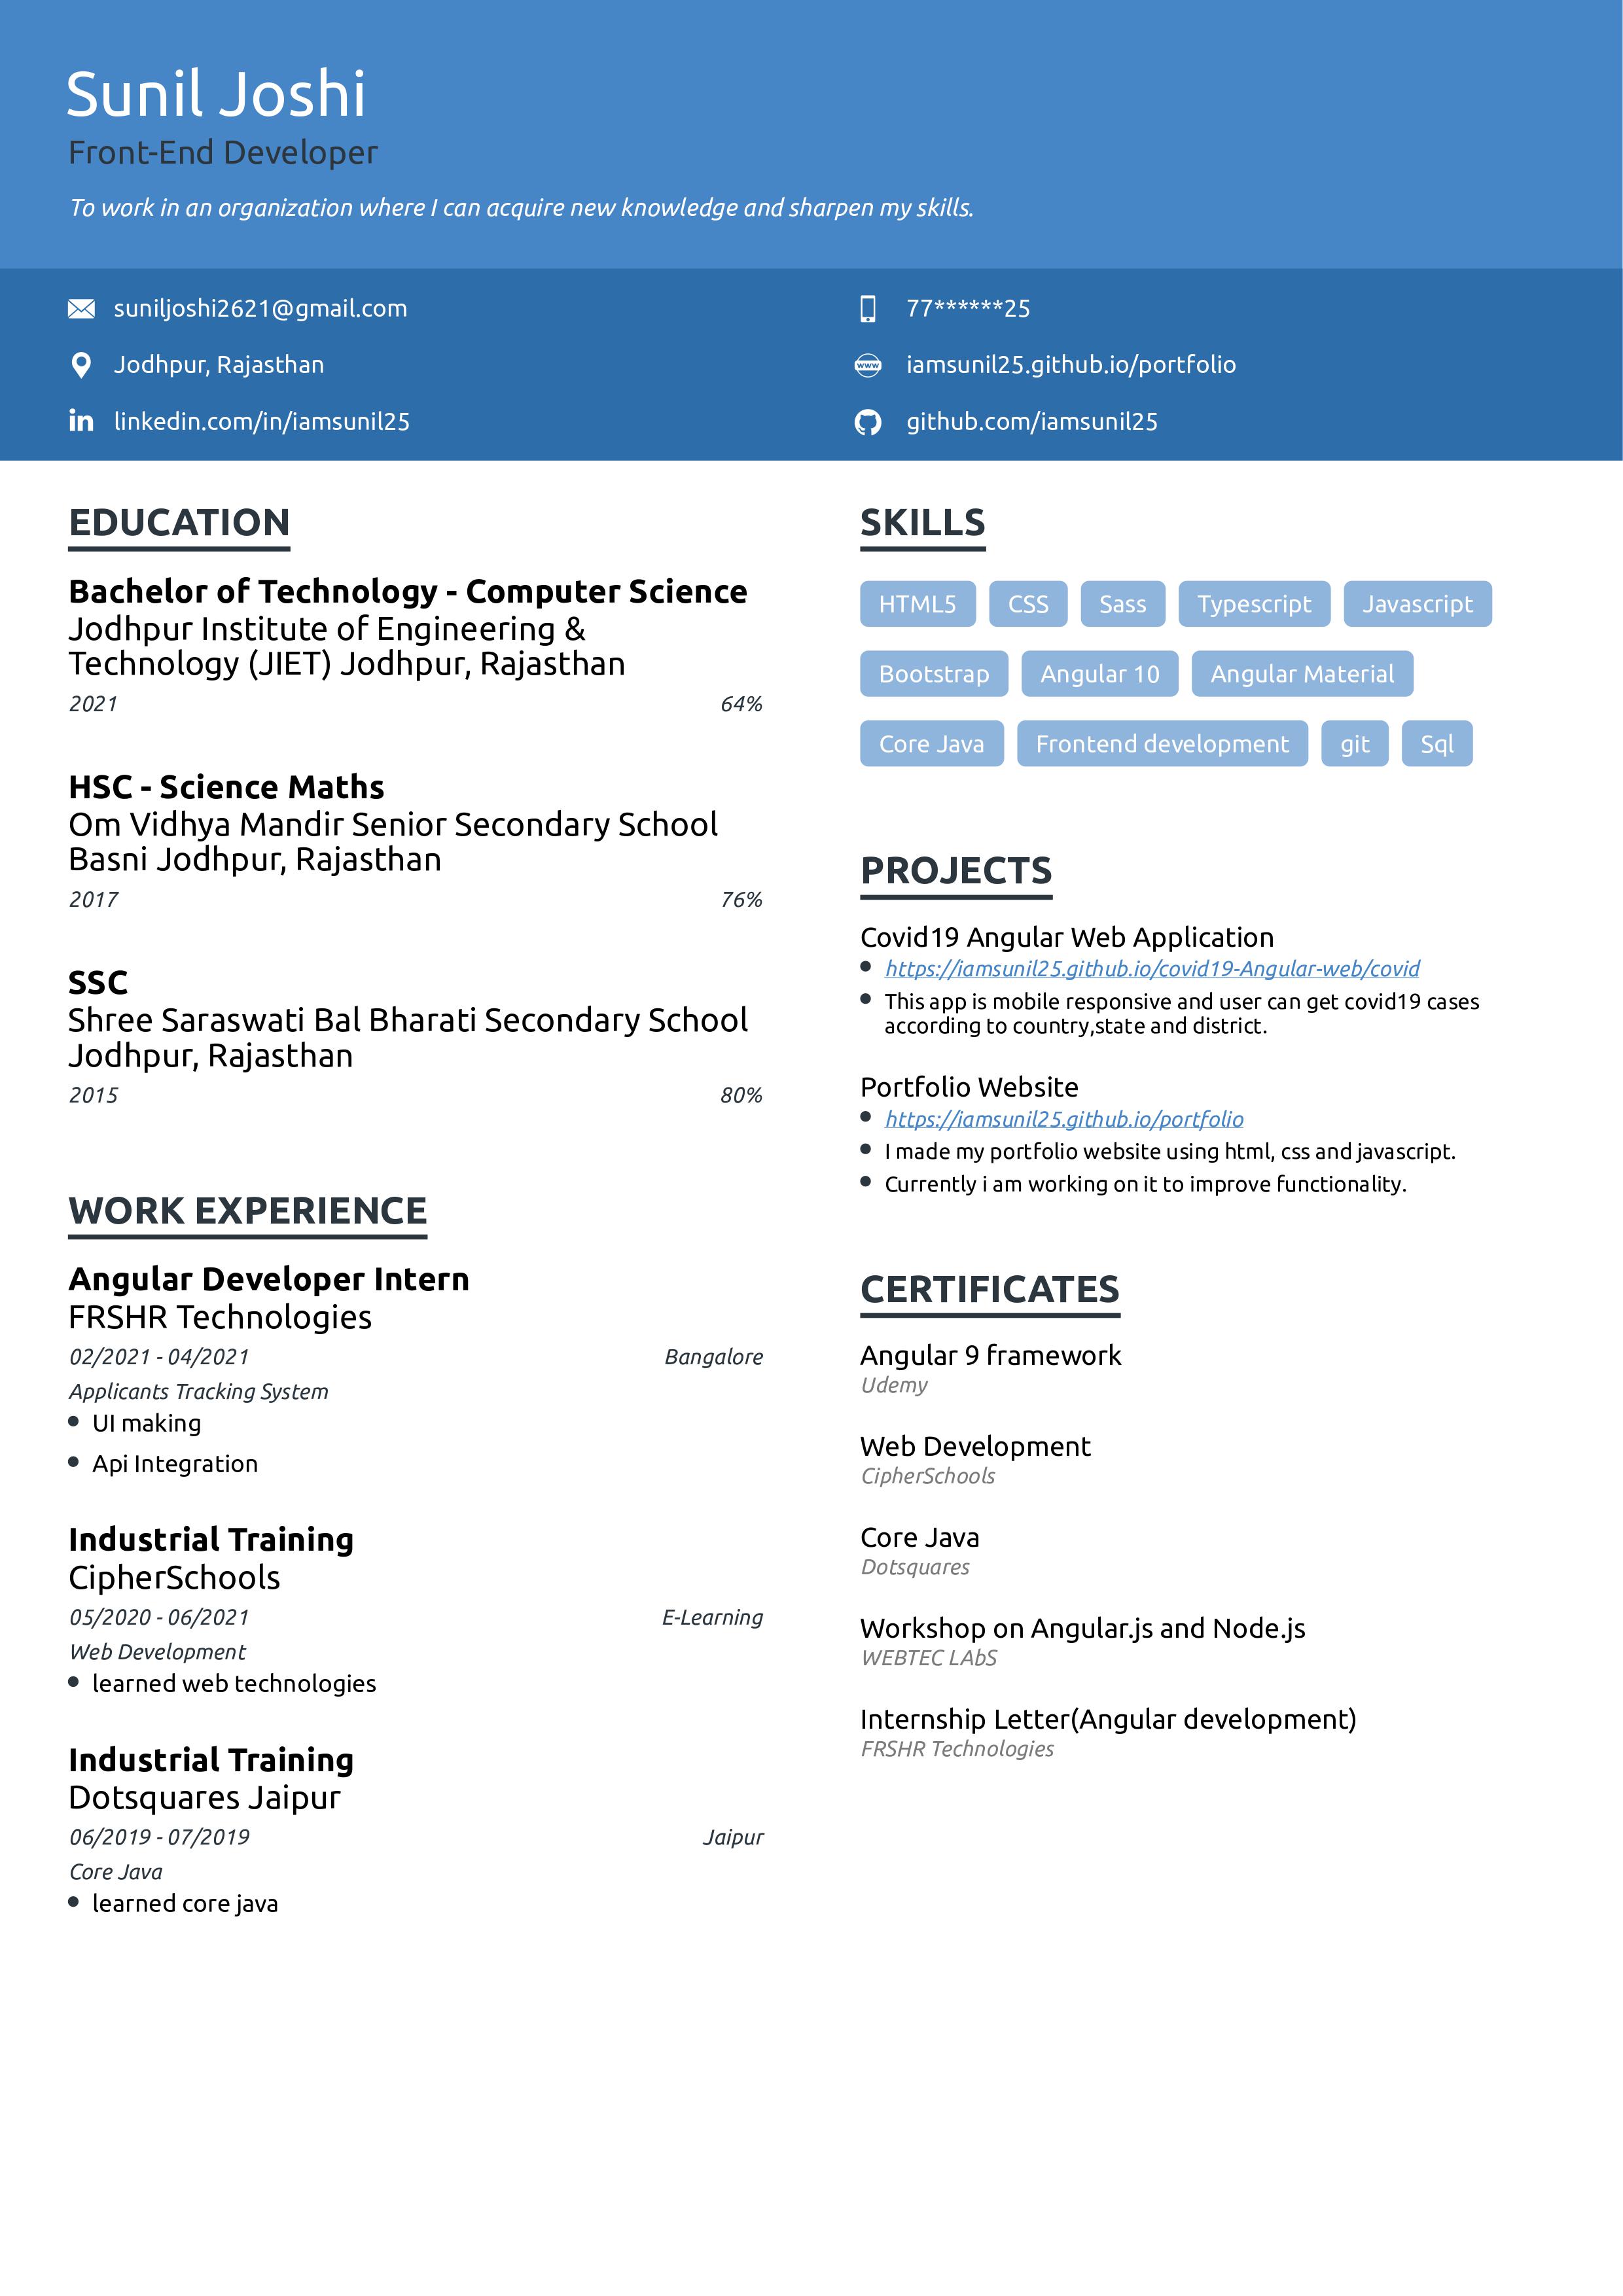 Sunil Joshi
Front-End Developer
To work in an organization where I can acquire new knowledge and sharpen my skills.
suniljoshi2621@gmail.com
77******25
Jodhpur, Rajasthan
iamsunil25.github.io/portfolio
linkedin.com/in/iamsunil25
github.com/iamsunil25
EDUCATION
Bachelor of Technology - Computer Science
Jodhpur Institute of Engineering &
Technology (JIET) Jodhpur, Rajasthan
2021 64%
HSC - Science Maths
Om Vidhya Mandir Senior Secondary School
Basni Jodhpur, Rajasthan
2017 76%
SSC
Shree Saraswati Bal Bharati Secondary School
Jodhpur, Rajasthan
2015 80%
WORK EXPERIENCE
Angular Developer Intern
FRSHR Technologies
02/2021 - 04/2021 Bangalore
Applicants Tracking System
UI making
Api Integration
Industrial Training
CipherSchools
05/2020 - 06/2021 E-Learning
Web Development
learned web technologies
Industrial Training
Dotsquares Jaipur
06/2019 - 07/2019 Jaipur
Core Java
learned core java
SKILLS
HTML5 CSS Sass Typescript Javascript
Bootstrap Angular 10 Angular Material
Core Java Frontend development git Sql
PROJECTS
Covid19 Angular Web Application
https://iamsunil25.github.io/covid19-Angular-web/covid
This app is mobile responsive and user can get covid19 cases
according to country,state and district.
Portfolio Website
https://iamsunil25.github.io/portfolio
I made my portfolio website using html, css and javascript.
Currently i am working on it to improve functionality.
CERTIFICATES
Angular 9 framework
Udemy
Web Development
CipherSchools
Core Java
Dotsquares
Workshop on Angular.js and Node.js
WEBTEC LAbS
Internship Letter(Angular development)
FRSHR Technologies